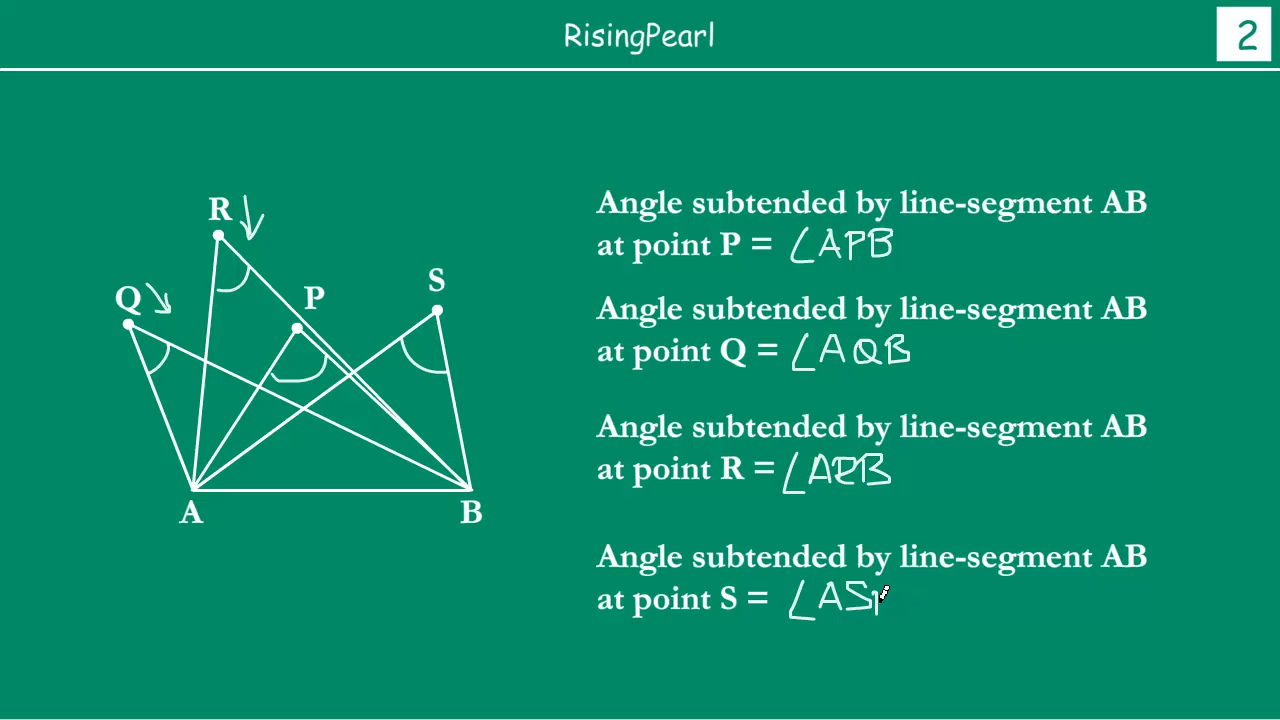 RisingPearl
2
R
Q
P
S
A
B
Angle subtended by line-segment AB
at point P = ∠APB
Angle subtended by line-segment AB
at point Q = ∠AQB
Angle subtended by line-segment AB
at point R = ∠ARB
Angle subtended by line-segment AB
at point S = ∠AS